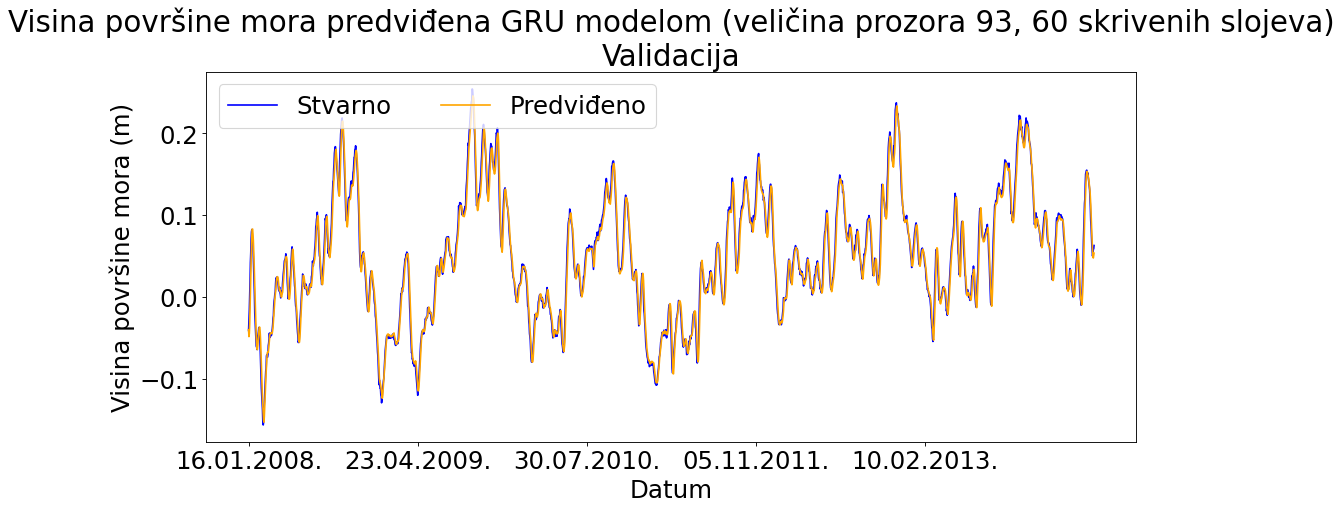 Visina površine mora predviđena GRU modelom (veličina prozora 93, 60 skrivenih slojeva)
Validacija
Stvarno
Predviđeno
Visina površine mora (m)
0.2
0.1
0.0
−0.1
16.01.2008.
23.04.2009.
30.07.2010.
05.11.2011.
10.02.2013.
Datum